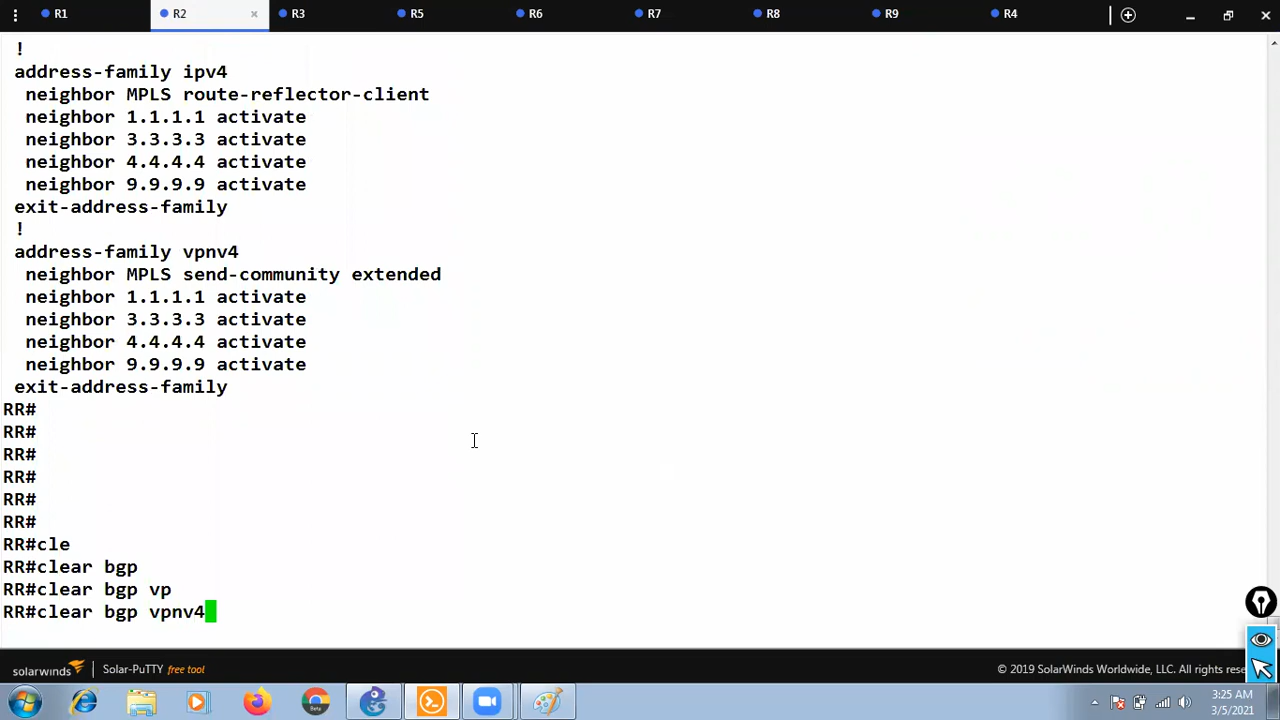 R1
R2
×
R3
R5
R6
R7
R8
R9
R4
!
address-family ipv4
neighbor MPLS route-reflector-client
neighbor 1.1.1.1 activate
neighbor 3.3.3.3 activate
neighbor 4.4.4.4 activate
neighbor 9.9.9.9 activate
exit-address-family
!
address-family vpnv4
neighbor MPLS send-community extended
neighbor 1.1.1.1 activate
neighbor 3.3.3.3 activate
neighbor 4.4.4.4 activate
neighbor 9.9.9.9 activate
exit-address-family
RR#
RR#
RR#
RR#
RR#
RR#
RR#cle
RR#clear bgp
RR#clear bgp vp
RR#clear bgp vpnv4
solarwinds Solar-PuTTY free tool
© 2019 SolarWinds Worldwide, LLC. All rights rese
3:25 AM
3/5/2021
Beta